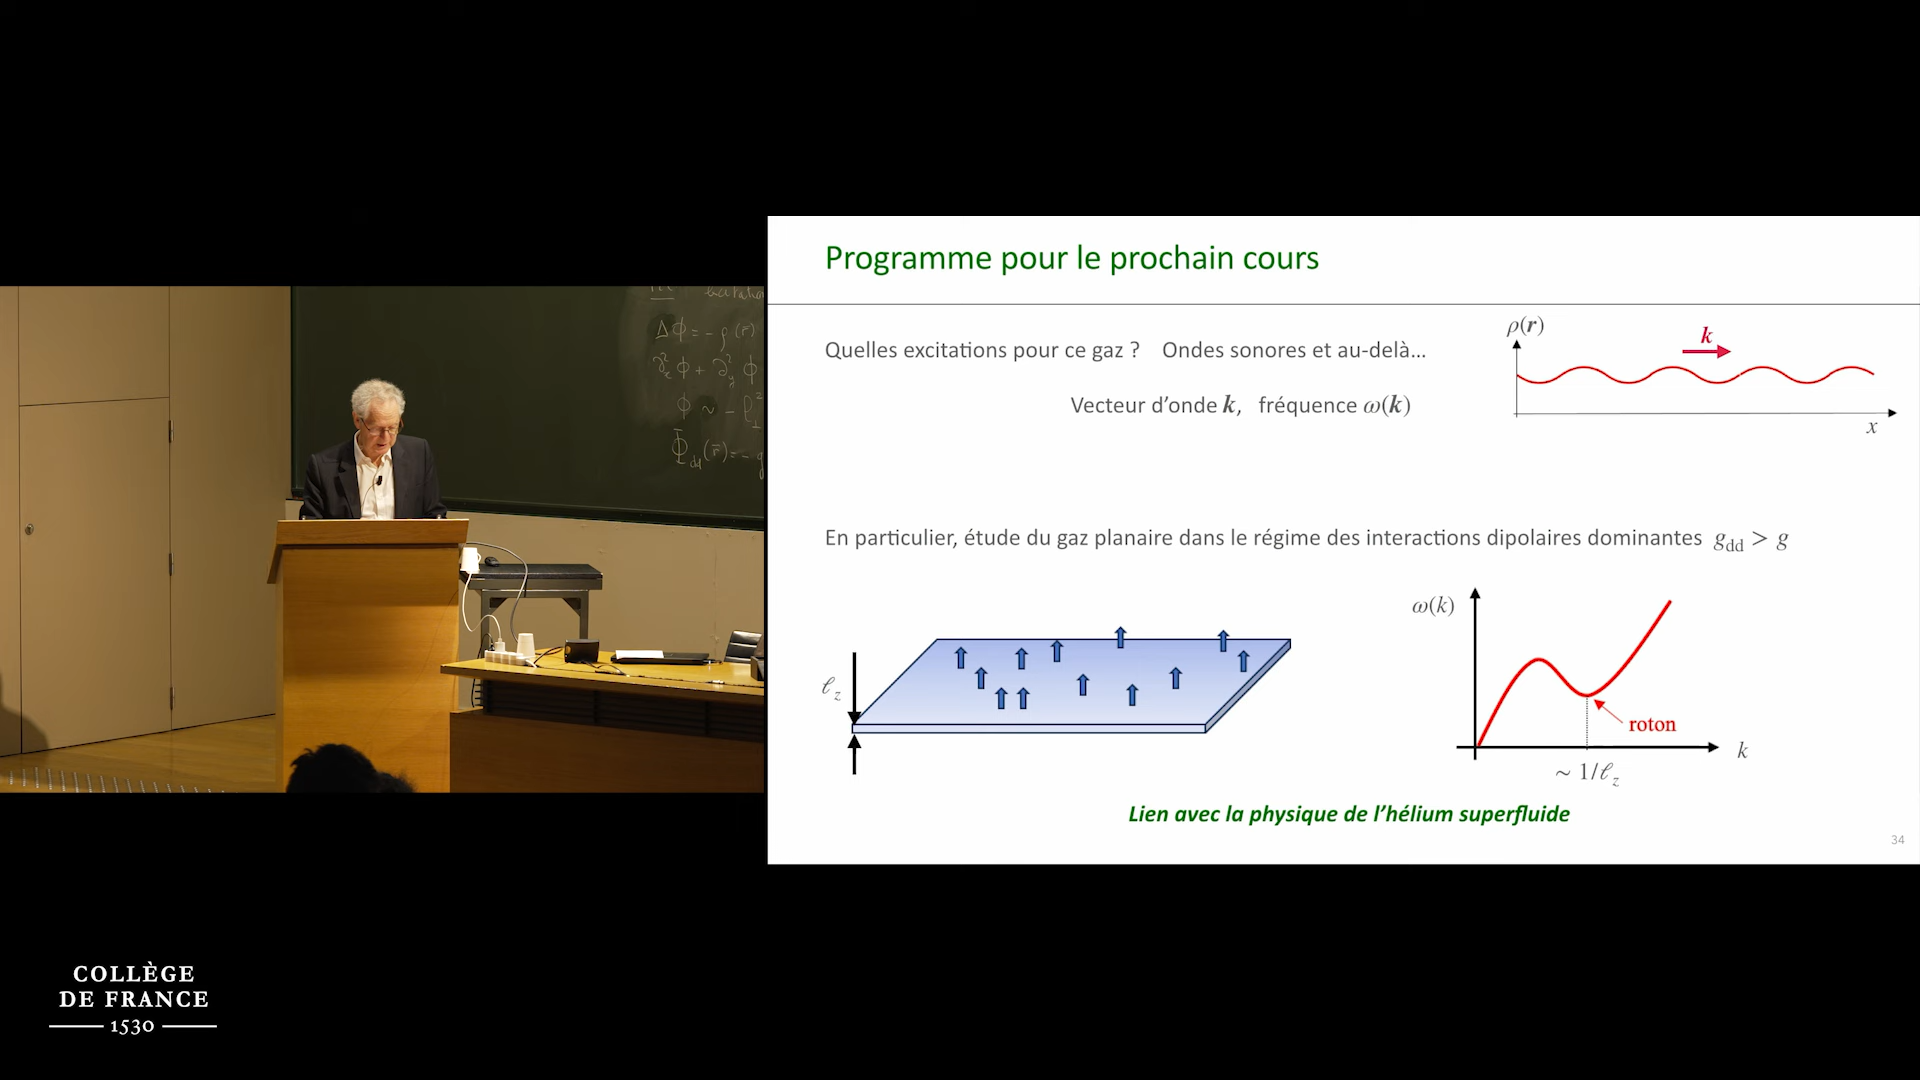 Programme pour le prochain cours
Quelles excitations pour ce gaz ? Ondes sonores et au-delà…
Vecteur d’onde k, fréquence ω(k)
ρ(r)
k
x
En particulier, étude du gaz planaire dans le régime des interactions dipolaires dominantes g_dd > g
ℓ_z
ω(k)
roton
k
~ 1/ℓ_z
Lien avec la physique de l’hélium superfluide
34
Δϕ = - ρ(r)
ϕ ~ -
COLLÈGE
DE FRANCE
1530